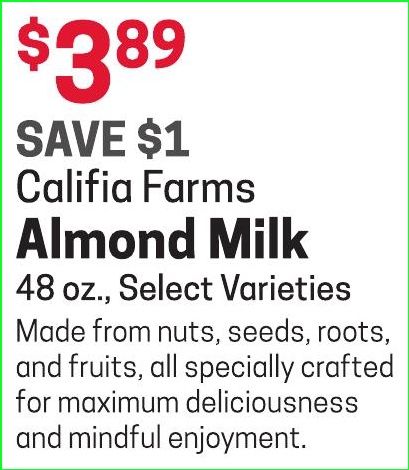 $3.89
SAVE $1
Califia Farms
Almond Milk
48 oz., Select Varieties
Made from nuts, seeds, roots,
and fruits, all specially crafted
for maximum deliciousness
and mindful enjoyment.